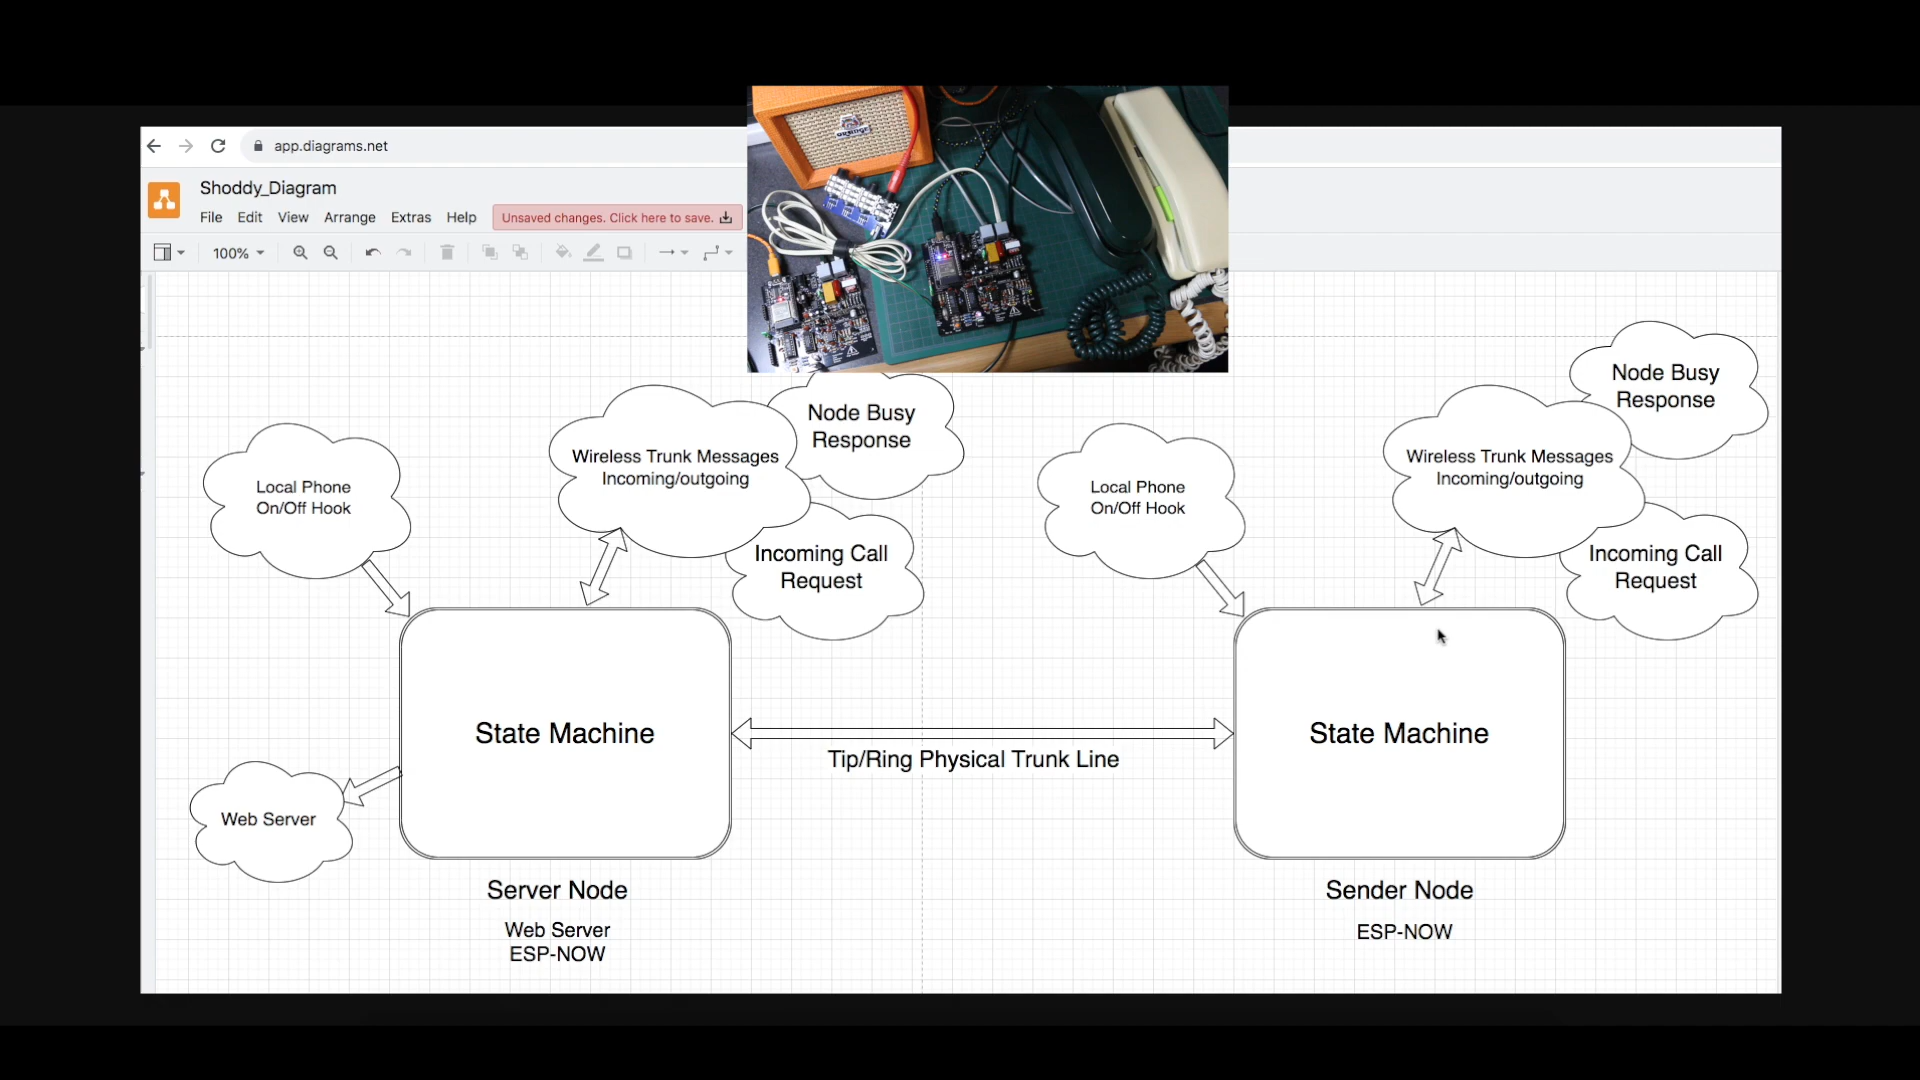 app.diagrams.net
Shoddy_Diagram
File Edit View Arrange Extras Help Unsaved changes. Click here to save.
100%
ORANGE
Node Busy
Response
Wireless Trunk Messages
Incoming/outgoing
Local Phone
On/Off Hook
Incoming Call
Request
Node Busy
Response
Wireless Trunk Messages
Incoming/outgoing
Local Phone
On/Off Hook
Incoming Call
Request
State Machine
Tip/Ring Physical Trunk Line
State Machine
Web Server
Server Node
Web Server
ESP-NOW
Sender Node
ESP-NOW